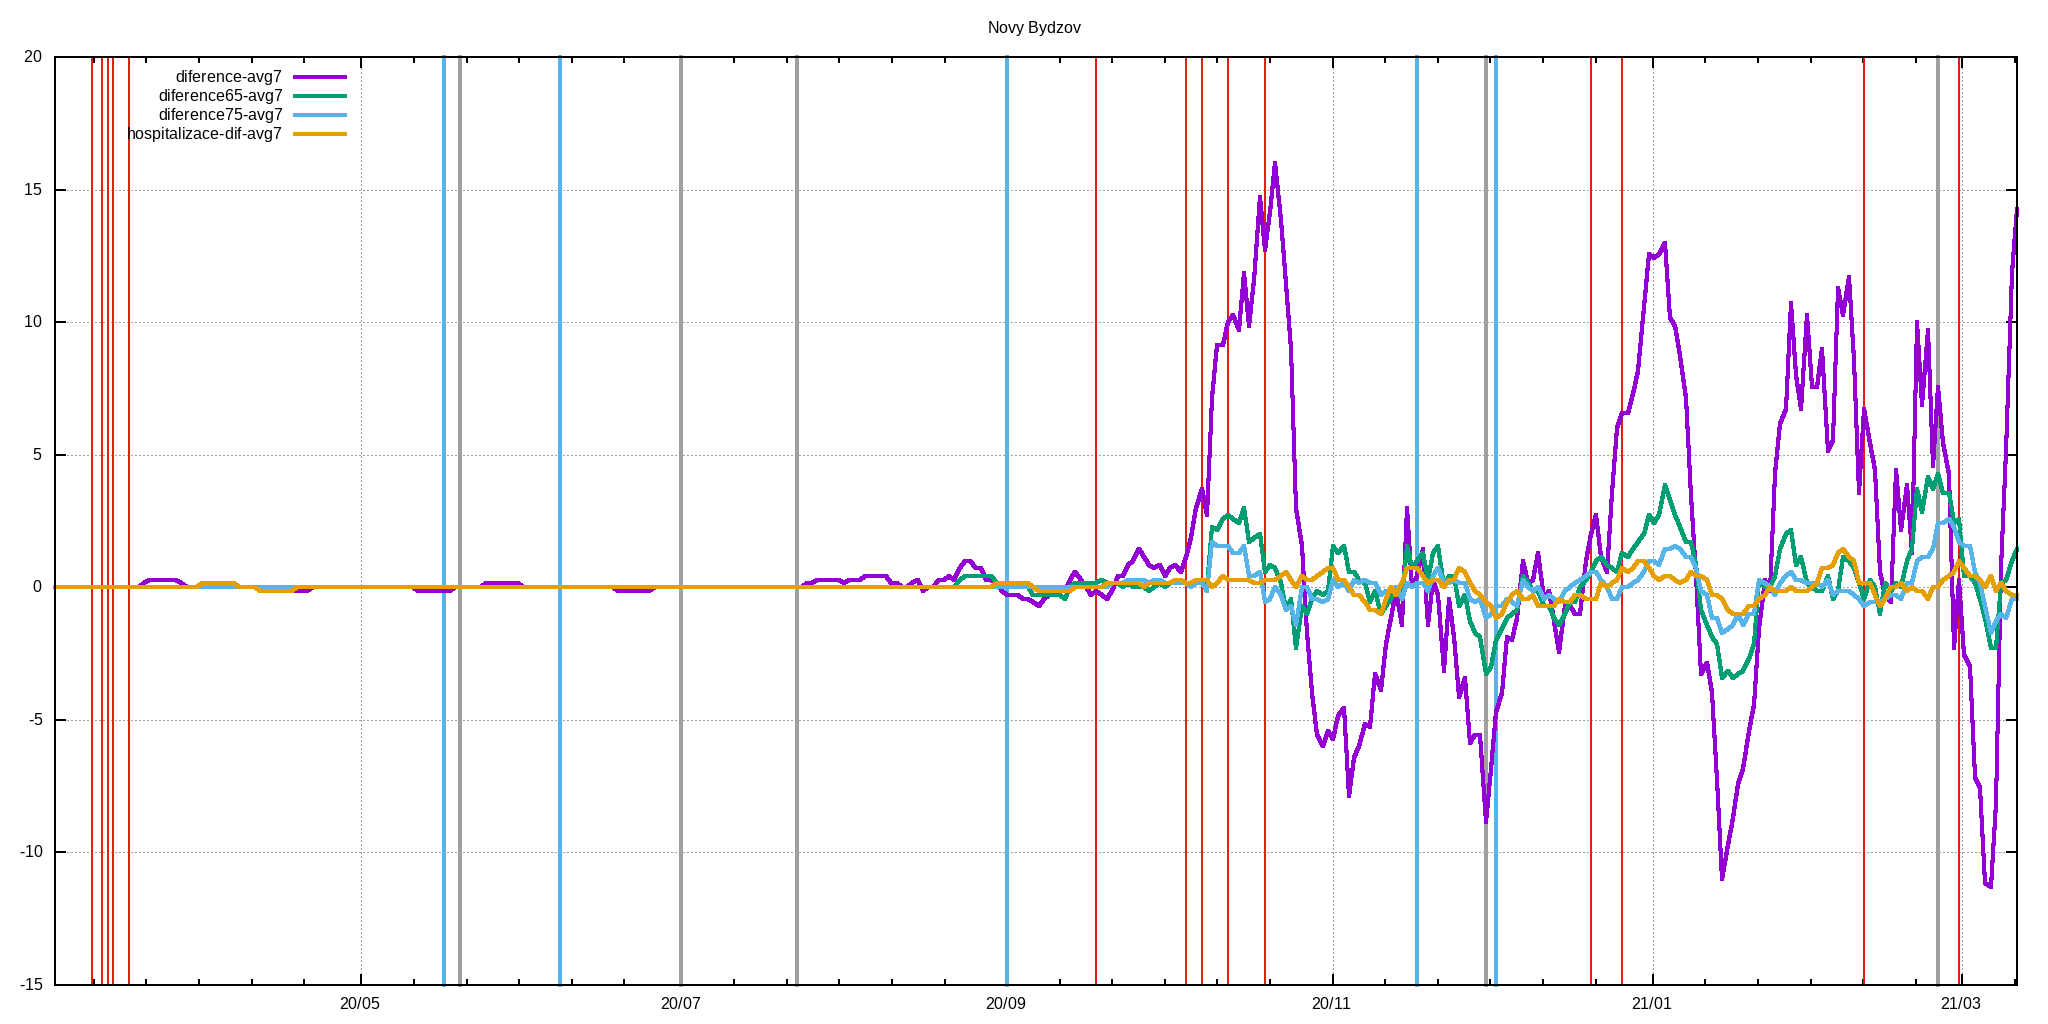 Novy Bydzov
20
diference-avg7
diference65-avg7
diference75-avg7
hospitalizace-dif-avg7
15
10
5
0
-5
-10
-15
20/05 20/07 20/09 20/11 21/01 21/03